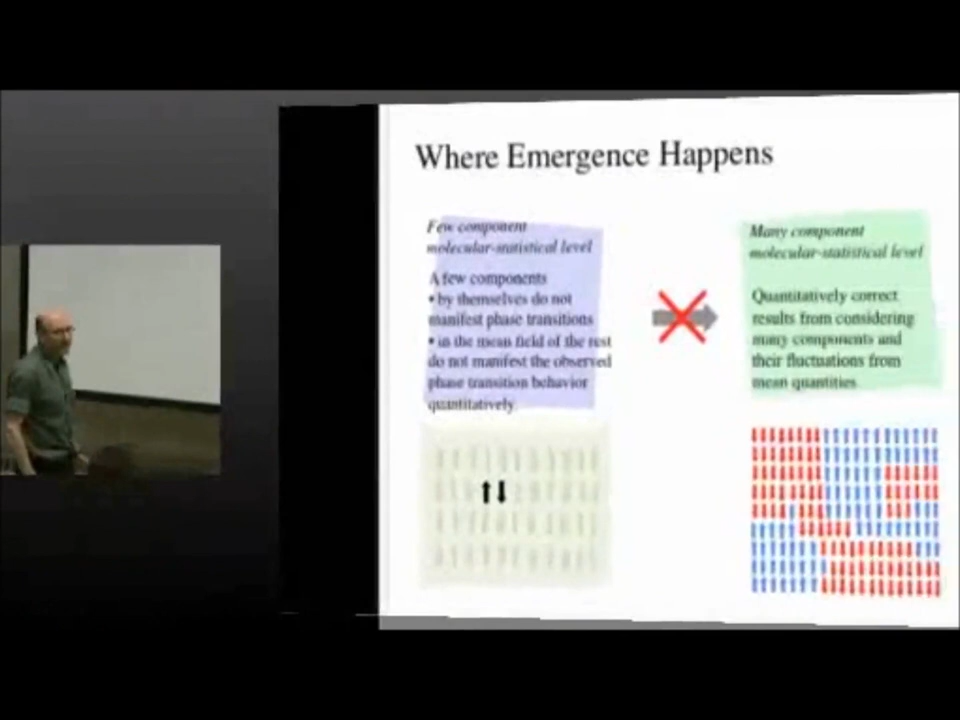 Where Emergence Happens
Few component
molecular-statistical level
A few components
• by themselves do not
manifest phase transitions
• in the mean field of the rest
do not manifest the observed
phase transition behavior
quantitatively.
Many component
molecular-statistical level
Quantitatively correct
results from considering
many components and
their fluctuations from
mean quantities.